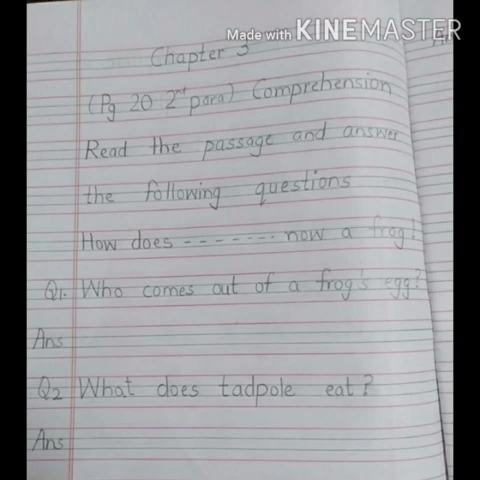 Made with KINEMASTER
Chapter 3
(Pg 20 2nd para) Comprehension
Read the passage and answer
the following questions
How does ------- now a frog!
Q1. Who comes out of a frog's egg?
Ans
Q2 What does tadpole eat?
Ans